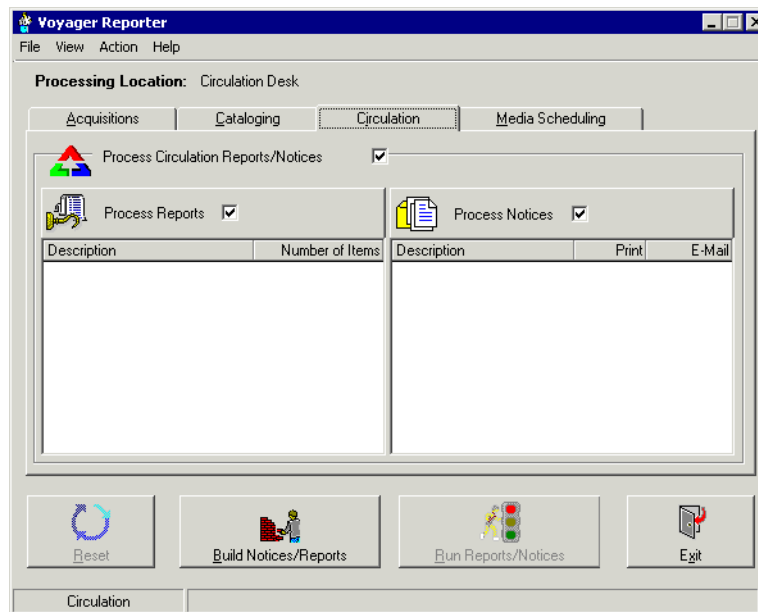 Voyager Reporter
File View Action Help
Processing Location: Circulation Desk
Acquisitions Cataloging Circulation Media Scheduling
Process Circulation Reports/Notices
Process Reports Process Notices
Description Number of Items Description Print E-Mail
Reset Build Notices/Reports Run Reports/Notices Exit
Circulation